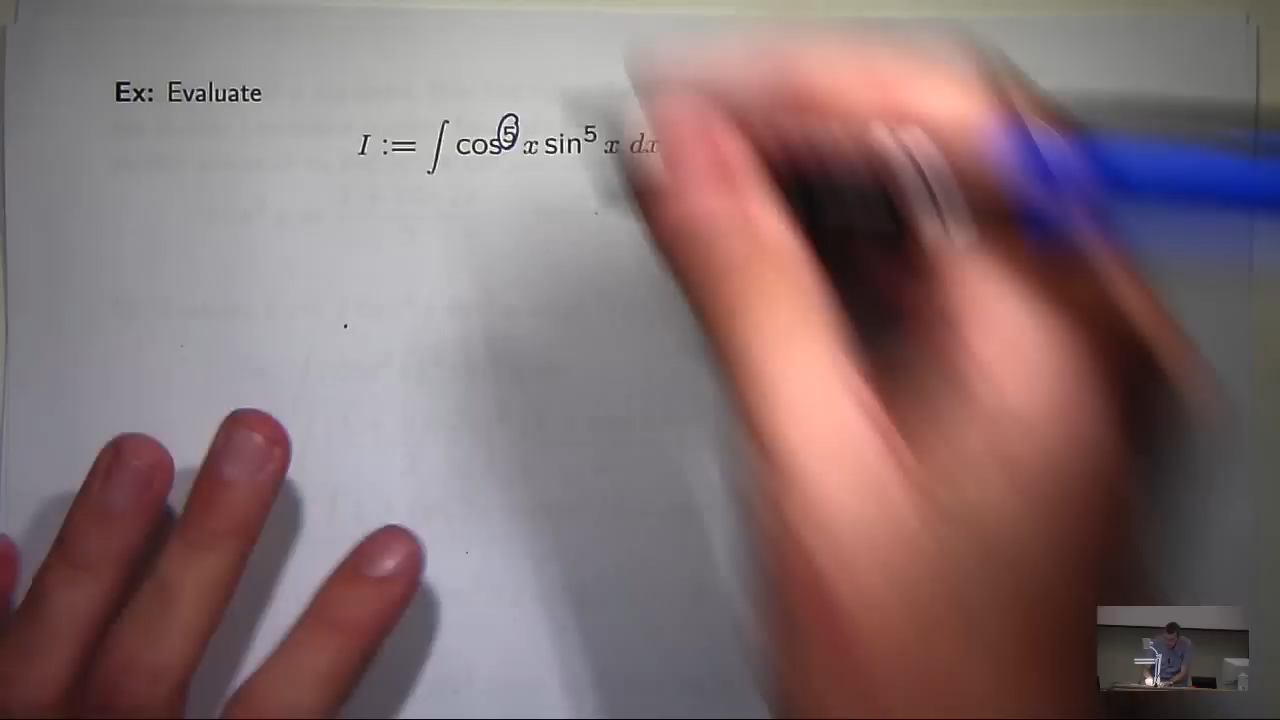 Ex: Evaluate
I := ∫ cos⁵ x sin⁵ x dx